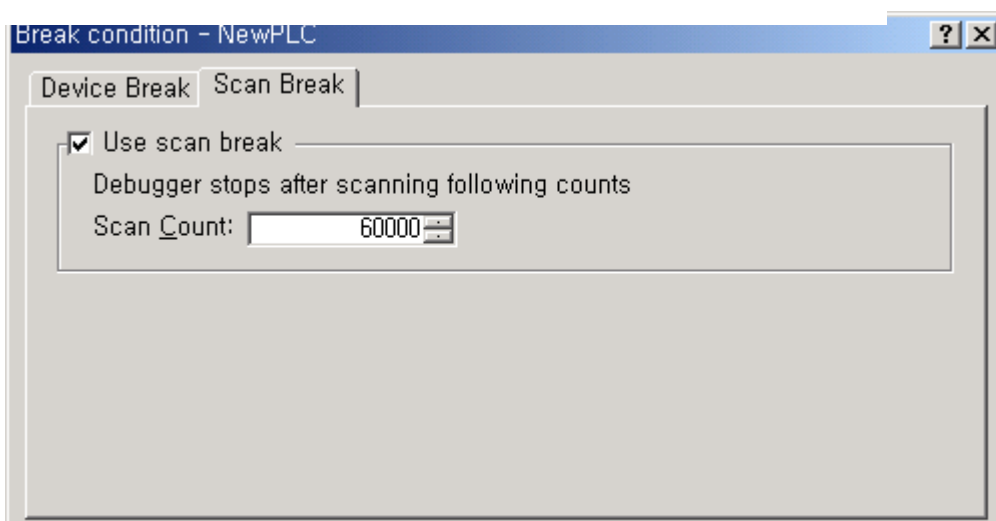 Break condition - NewPLC
Device Break Scan Break
Use scan break
Debugger stops after scanning following counts
Scan Count: 60000